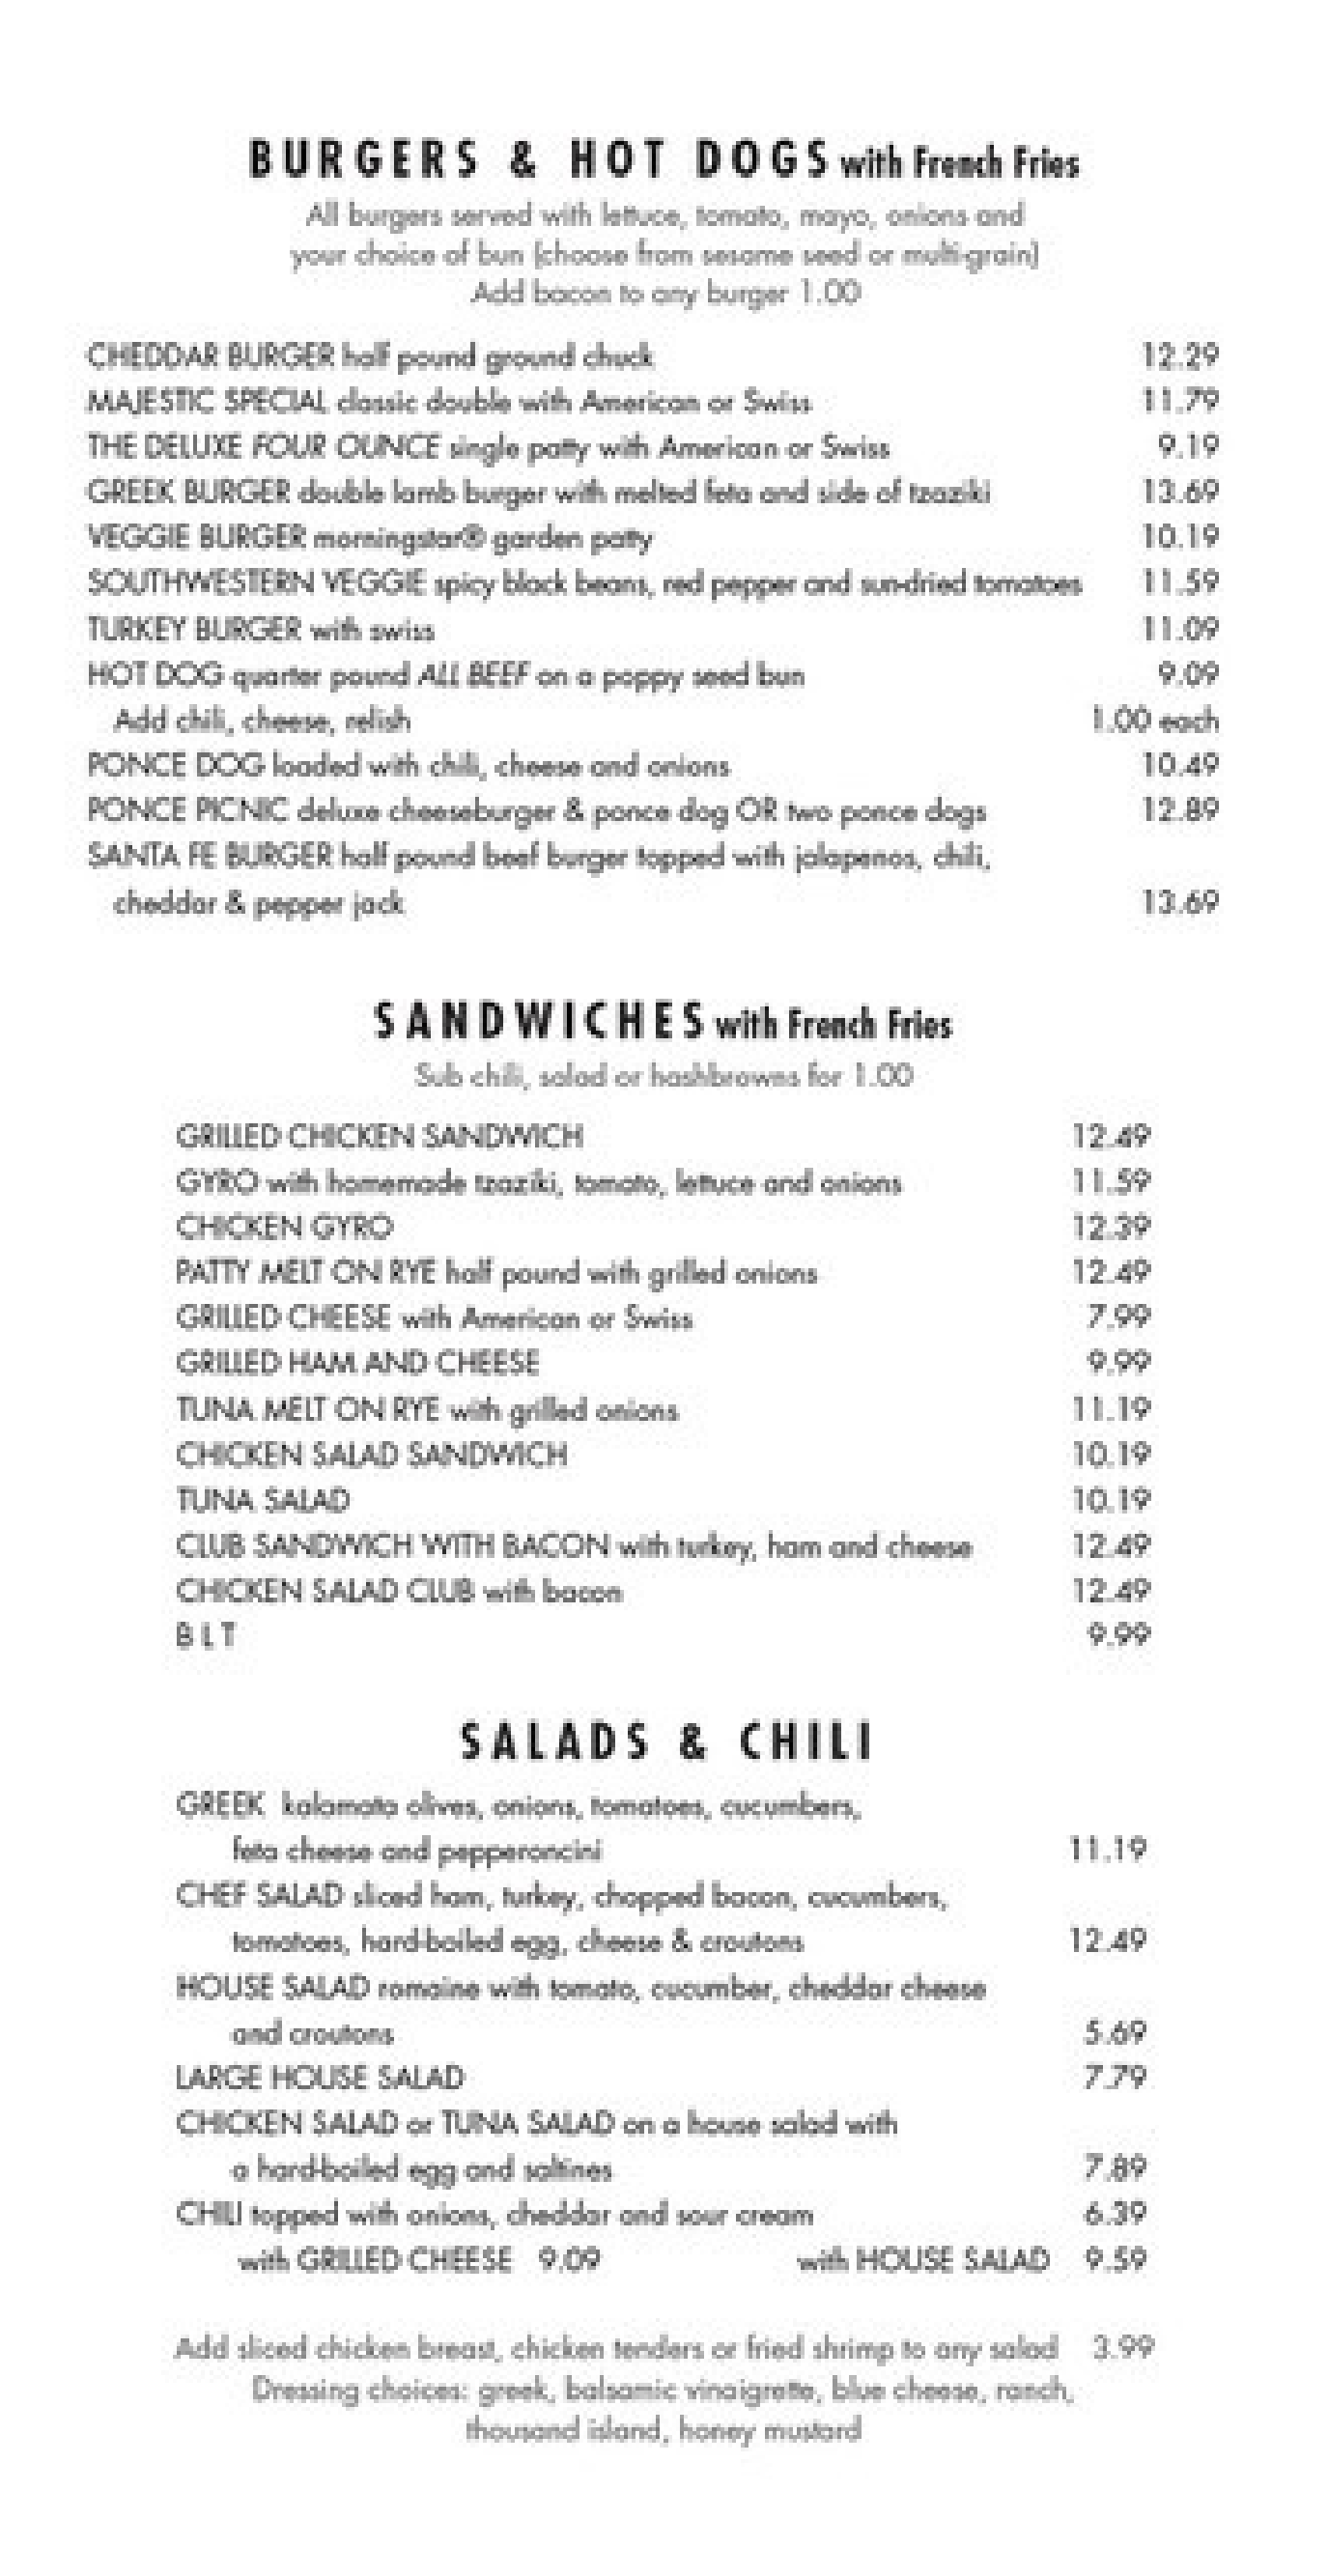 BURGERS & HOT DOGS with French Fries
All burgers served with lettuce, tomato, mayo, onions and
your choice of bun (choose from sesame seed or multi-grain)
Add bacon to any burger 1.00
CHEDDAR BURGER half pound ground chuck 12.29
MAJESTIC SPECIAL classic double with American or Swiss 11.79
THE DELUXE FOUR OUNCE single patty with American or Swiss 9.19
GREEK BURGER double lamb burger with melted feta and side of tzaziki 13.69
VEGGIE BURGER morningstar® garden patty 10.19
SOUTHWESTERN VEGGIE spicy black beans, red pepper and sun-dried tomatoes 11.59
TURKEY BURGER with swiss 11.09
HOT DOG quarter pound ALL BEEF on a poppy seed bun 9.09
Add chili, cheese, relish 1.00 each
PONCE DOG loaded with chili, cheese and onions 10.49
PONCE PICNIC deluxe cheeseburger & ponce dog OR two ponce dogs 12.89
SANTA FE BURGER half pound beef burger topped with jalapenos, chili,
cheddar & pepper jack 13.69
SANDWICHES with French Fries
Sub chili, salad or hashbrowns for 1.00
GRILLED CHICKEN SANDWICH 12.49
GYRO with homemade tzaziki, tomato, lettuce and onions 11.59
CHICKEN GYRO 12.39
PATTY MELT ON RYE half pound with grilled onions 12.49
GRILLED CHEESE with American or Swiss 7.99
GRILLED HAM AND CHEESE 9.99
TUNA MELT ON RYE with grilled onions 11.19
CHICKEN SALAD SANDWICH 10.19
TUNA SALAD 10.19
CLUB SANDWICH WITH BACON with turkey, ham and cheese 12.49
CHICKEN SALAD CLUB with bacon 12.49
B L T 9.99
SALADS & CHILI
GREEK kalamata olives, onions, tomatoes, cucumbers,
feta cheese and pepperoncini 11.19
CHEF SALAD sliced ham, turkey, chopped bacon, cucumbers,
tomatoes, hard-boiled egg, cheese & croutons 12.49
HOUSE SALAD romaine with tomato, cucumber, cheddar cheese
and croutons 5.69
LARGE HOUSE SALAD 7.79
CHICKEN SALAD or TUNA SALAD on a house salad with
a hard-boiled egg and saltines 7.89
CHILI topped with onions, cheddar and sour cream 6.39
with GRILLED CHEESE 9.09 with HOUSE SALAD 9.59
Add sliced chicken breast, chicken tenders or fried shrimp to any salad 3.99
Dressing choices: greek, balsamic vinaigrette, blue cheese, ranch,
thousand island, honey mustard